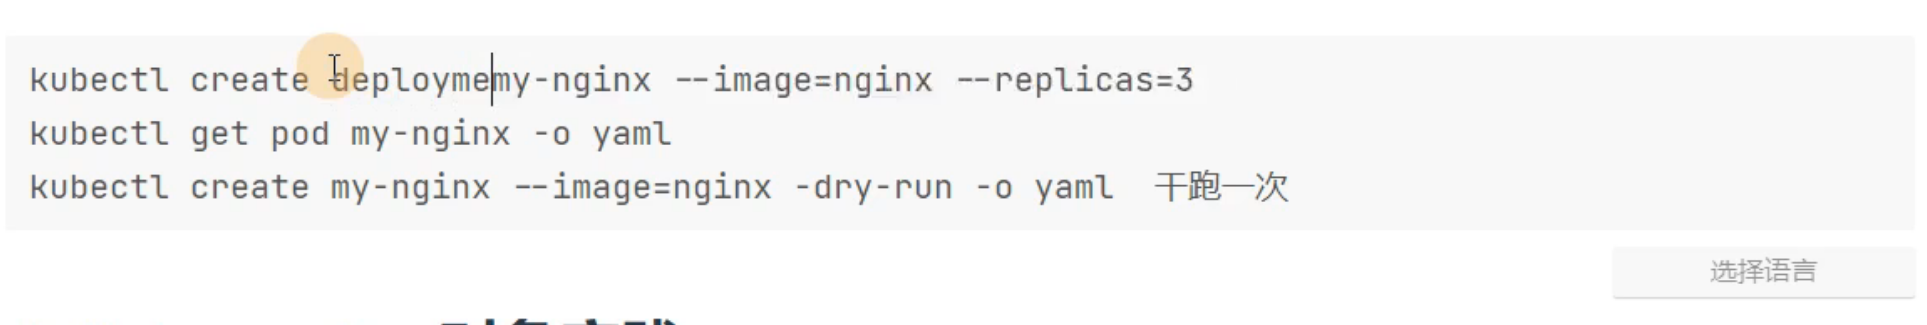 kubectl create deploymemy-nginx --image=nginx --replicas=3
kubectl get pod my-nginx -o yaml
kubectl create my-nginx --image=nginx -dry-run -o yaml  干跑一次
选择语言